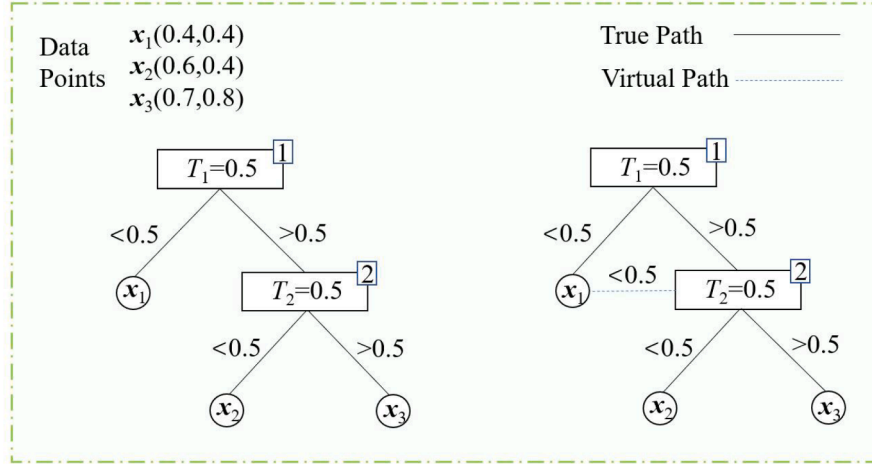 Data Points
x1(0.4,0.4)
x2(0.6,0.4)
x3(0.7,0.8)
True Path
Virtual Path
1
T1=0.5
<0.5
>0.5
x1
2
T2=0.5
<0.5
>0.5
x2
x3
1
T1=0.5
<0.5
>0.5
<0.5
x1
2
T2=0.5
<0.5
>0.5
x2
x3